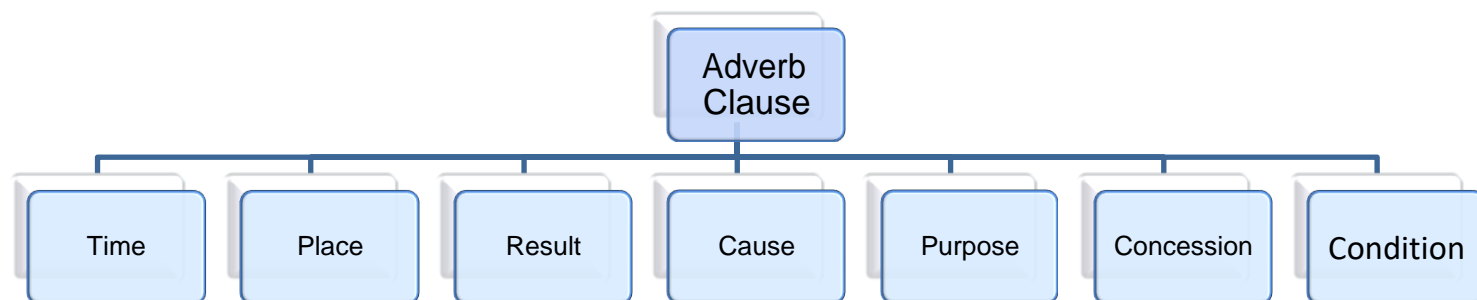 Adverb
Clause
Time
Place
Result
Cause
Purpose
Concession
Condition